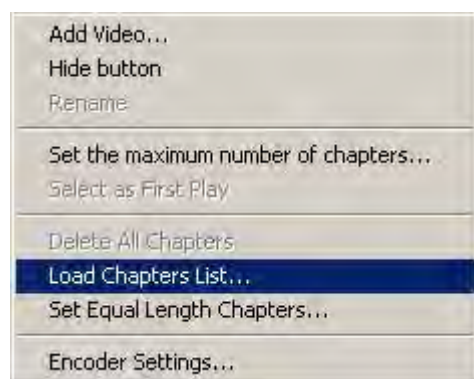 Add Video...
Hide button
Rename
Set the maximum number of chapters...
Select as First Play
Delete All Chapters
Load Chapters List...
Set Equal Length Chapters...
Encoder Settings...